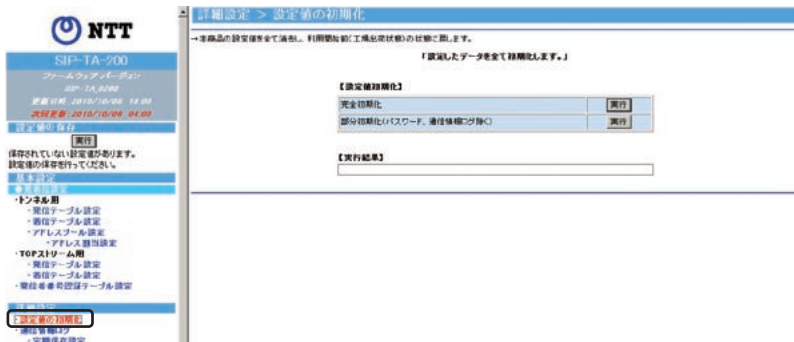 NTT
SIP-TA-200
ファームウェア バージョン
SIP-TA_0200
更新日時 :2010/10/06 18:00
次回更新 :2010/10/08 04:00
設定値の保存
実行
保存されていない設定値があります。
設定値の保存を行ってください。
基本設定
●発着信設定
・トンネル用
・発信テーブル設定
・着信テーブル設定
・アドレスプール設定
・アドレス割当設定
・TCPストリーム用
・発信テーブル設定
・着信テーブル設定
・発信者番号認証テーブル設定
詳細設定
・設定値の初期化
・通信情報ログ
・定期保存設定
詳細設定 > 設定値の初期化
→本商品の設定値を全て消去し、利用開始前(工場出荷状態)の状態に戻します。
「設定したデータを全て初期化します。」
【設定値初期化】
完全初期化 実行
部分初期化(パスワード、通信情報ログ除く) 実行
【実行結果】